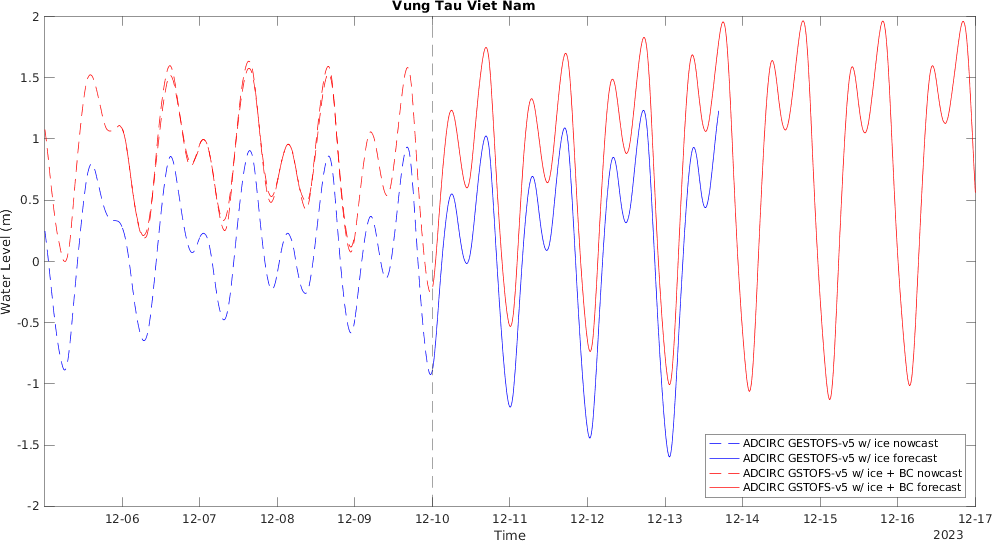 Vung Tau Viet Nam
2
1.5
1
0.5
0
-0.5
-1
-1.5
-2
Water Level (m)
ADCIRC GESTOFS-v5 w/ ice nowcast
ADCIRC GESTOFS-v5 w/ ice forecast
ADCIRC GSTOFS-v5 w/ ice + BC nowcast
ADCIRC GSTOFS-v5 w/ ice + BC forecast
12-06 12-07 12-08 12-09 12-10 12-11 12-12 12-13 12-14 12-15 12-16 12-17
Time
2023